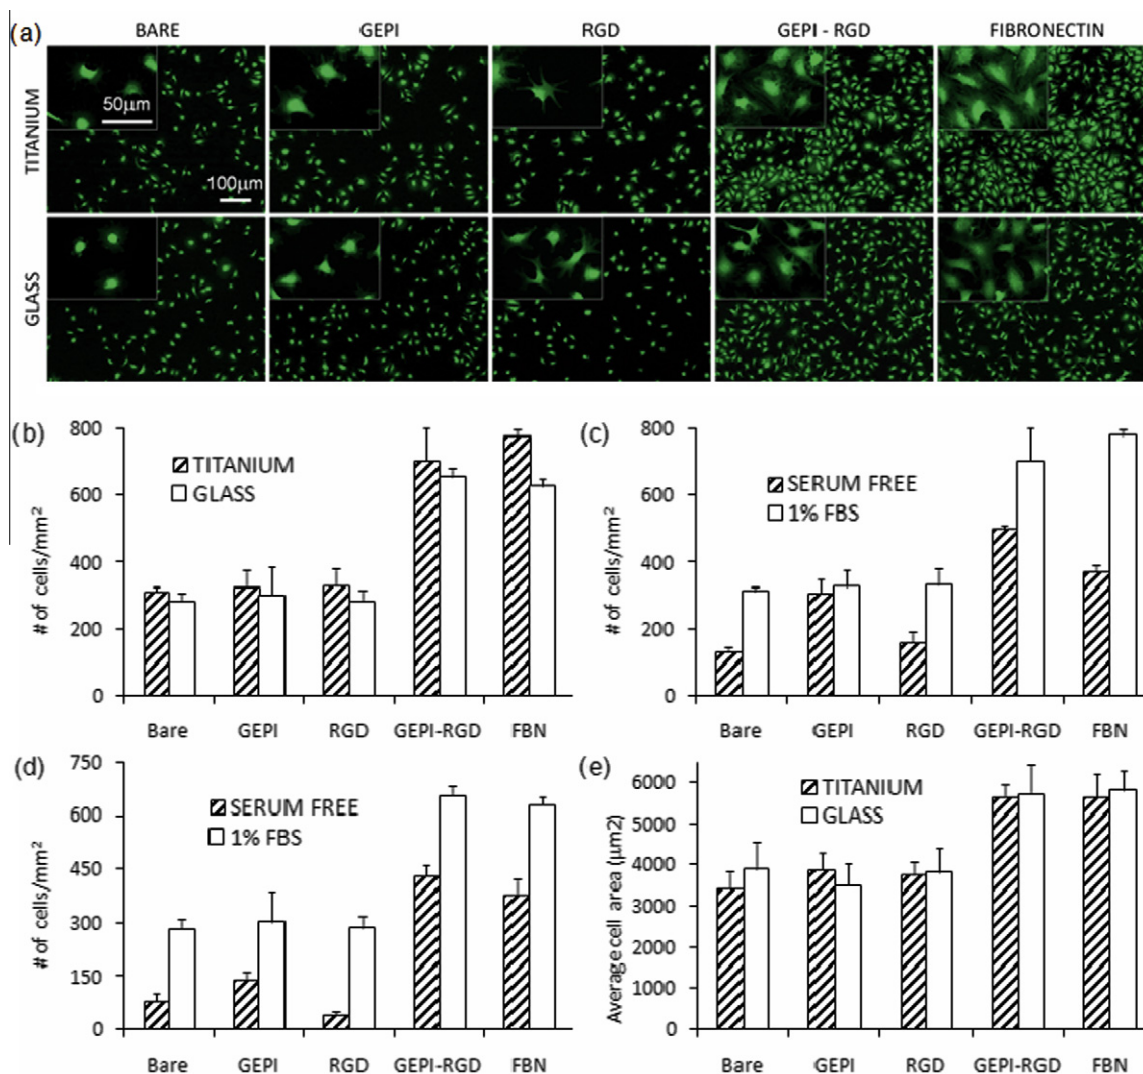 (a)
BARE GEPI RGD GEPI - RGD FIBRONECTIN
TITANIUM
50μm
100μm
GLASS
(b)
800
600
400
200
0
# of cells/mm²
TITANIUM
GLASS
Bare GEPI RGD GEPI-RGD FBN
(c)
800
600
400
200
0
# of cells/mm²
SERUM FREE
1% FBS
Bare GEPI RGD GEPI-RGD FBN
(d)
750
600
450
300
150
0
# of cells/mm²
SERUM FREE
1% FBS
Bare GEPI RGD GEPI-RGD FBN
(e)
6000
5000
4000
3000
2000
1000
0
Average cell area (μm2)
TITANIUM
GLASS
Bare GEPI RGD GEPI-RGD FBN